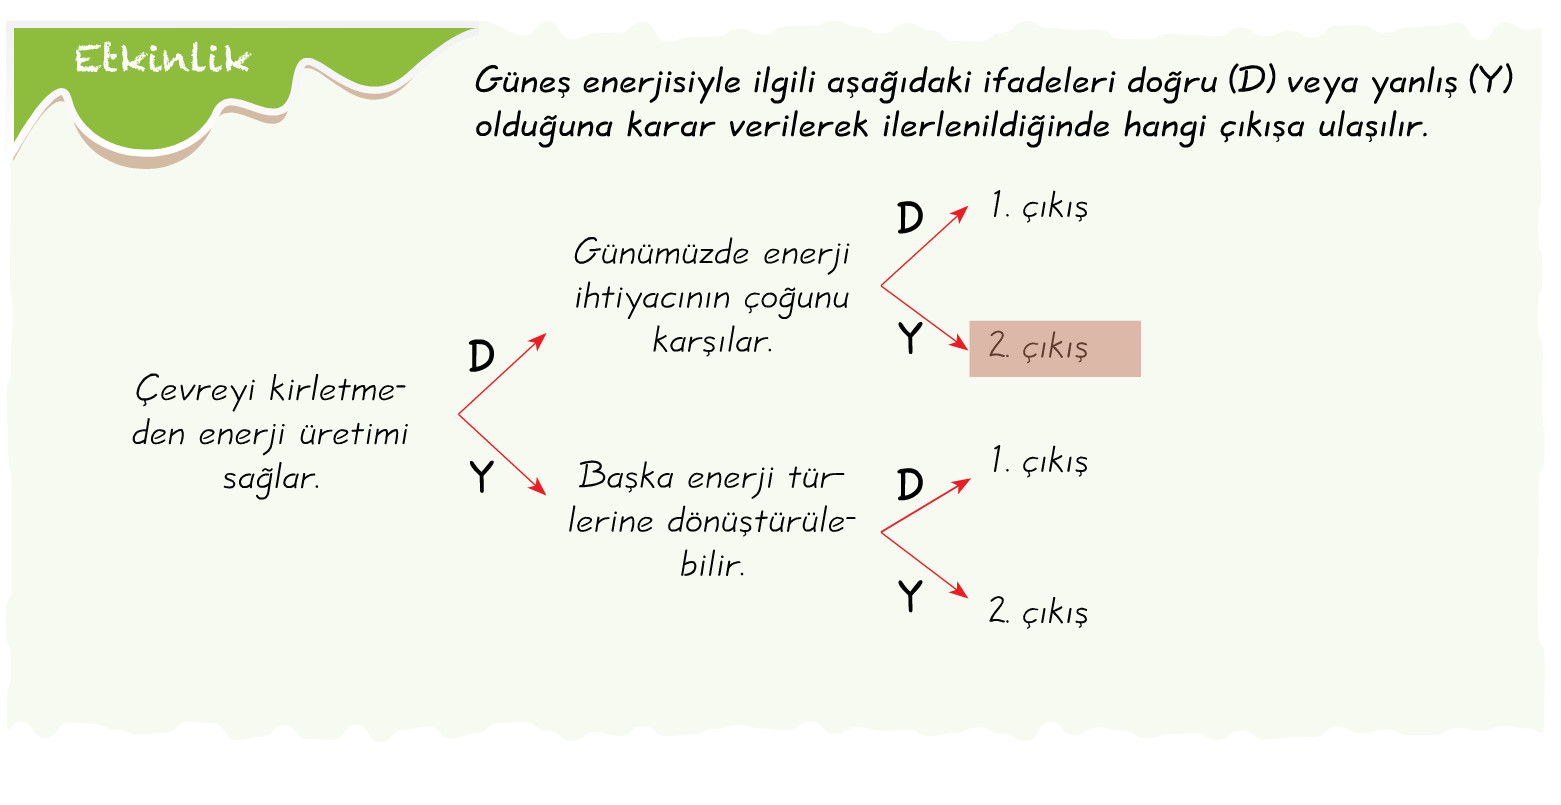 Etkinlik
Güneş enerjisiyle ilgili aşağıdaki ifadeleri doğru (D) veya yanlış (Y)
olduğuna karar verilerek ilerlenildiğinde hangi çıkışa ulaşılır.
Çevreyi kirletme-
den enerji üretimi
sağlar.
D
Y
Günümüzde enerji
ihtiyacının çoğunu
karşılar.
D
1. çıkış
Y
2. çıkış
Başka enerji tür-
lerine dönüştürüle-
bilir.
D
1. çıkış
Y
2. çıkış